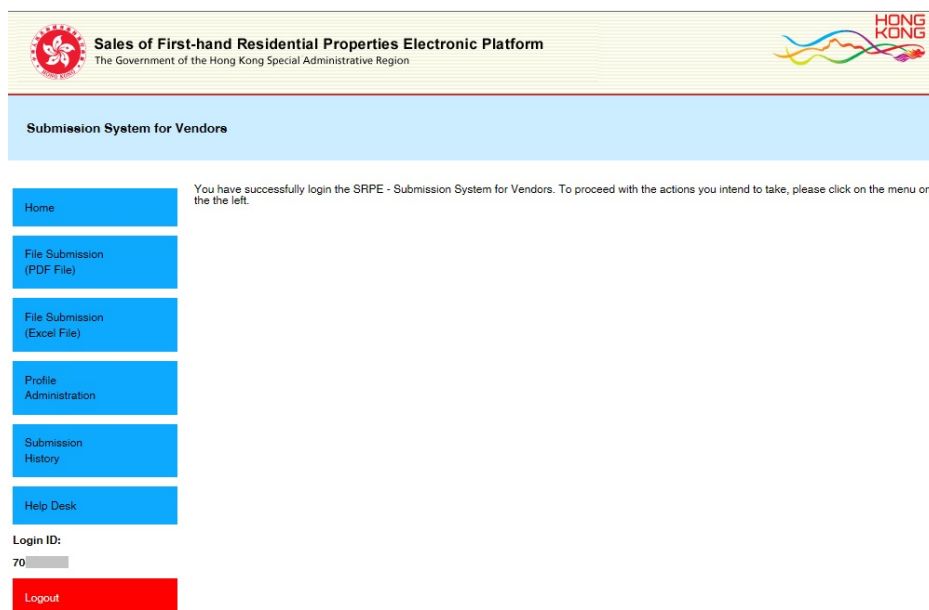 Sales of First-hand Residential Properties Electronic Platform
The Government of the Hong Kong Special Administrative Region
HONG
KONG
HONG KONG
Submission System for Vendors
You have successfully login the SRPE - Submission System for Vendors. To proceed with the actions you intend to take, please click on the menu on
the the left.
Home
File Submission
(PDF File)
File Submission
(Excel File)
Profile
Administration
Submission
History
Help Desk
Login ID:
70
Logout